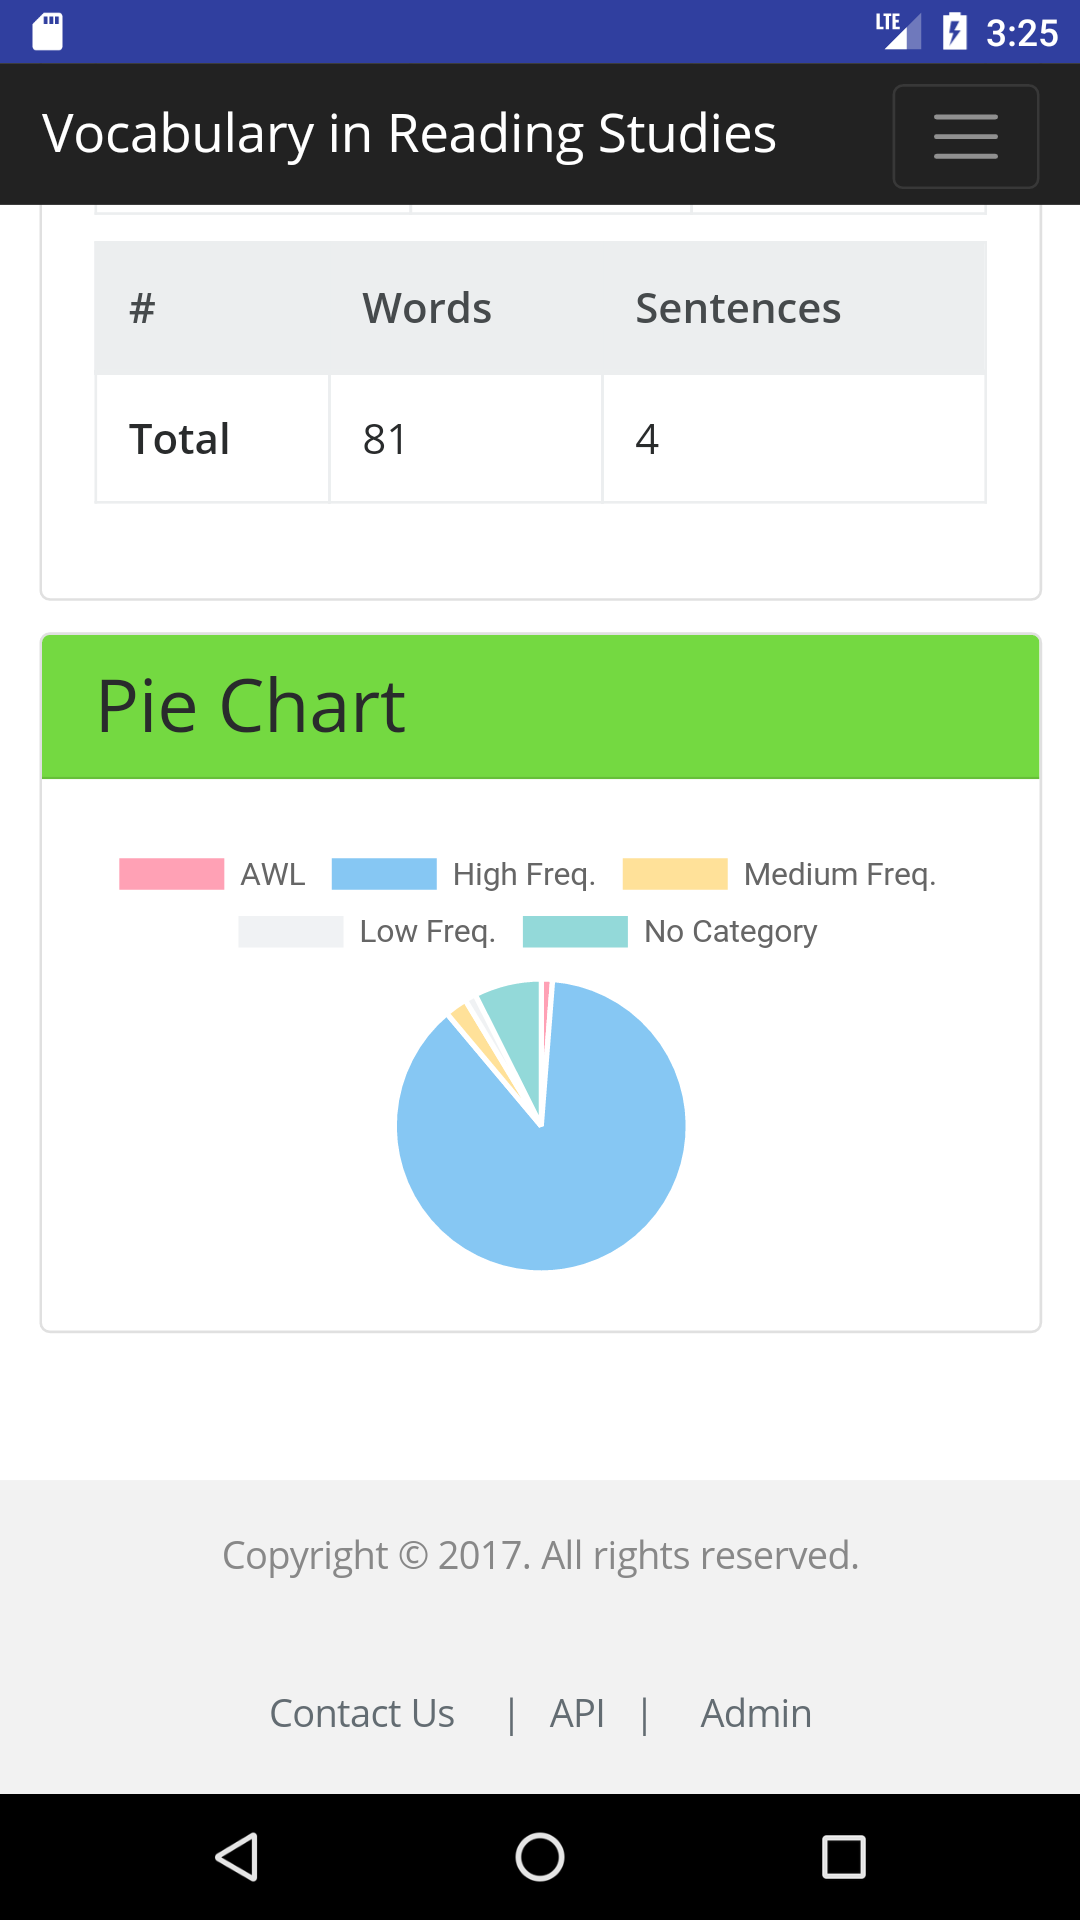 LTE 3:25
Vocabulary in Reading Studies
# Words Sentences
Total 81 4
Pie Chart
AWL High Freq. Medium Freq.
Low Freq. No Category
Copyright © 2017. All rights reserved.
Contact Us | API | Admin